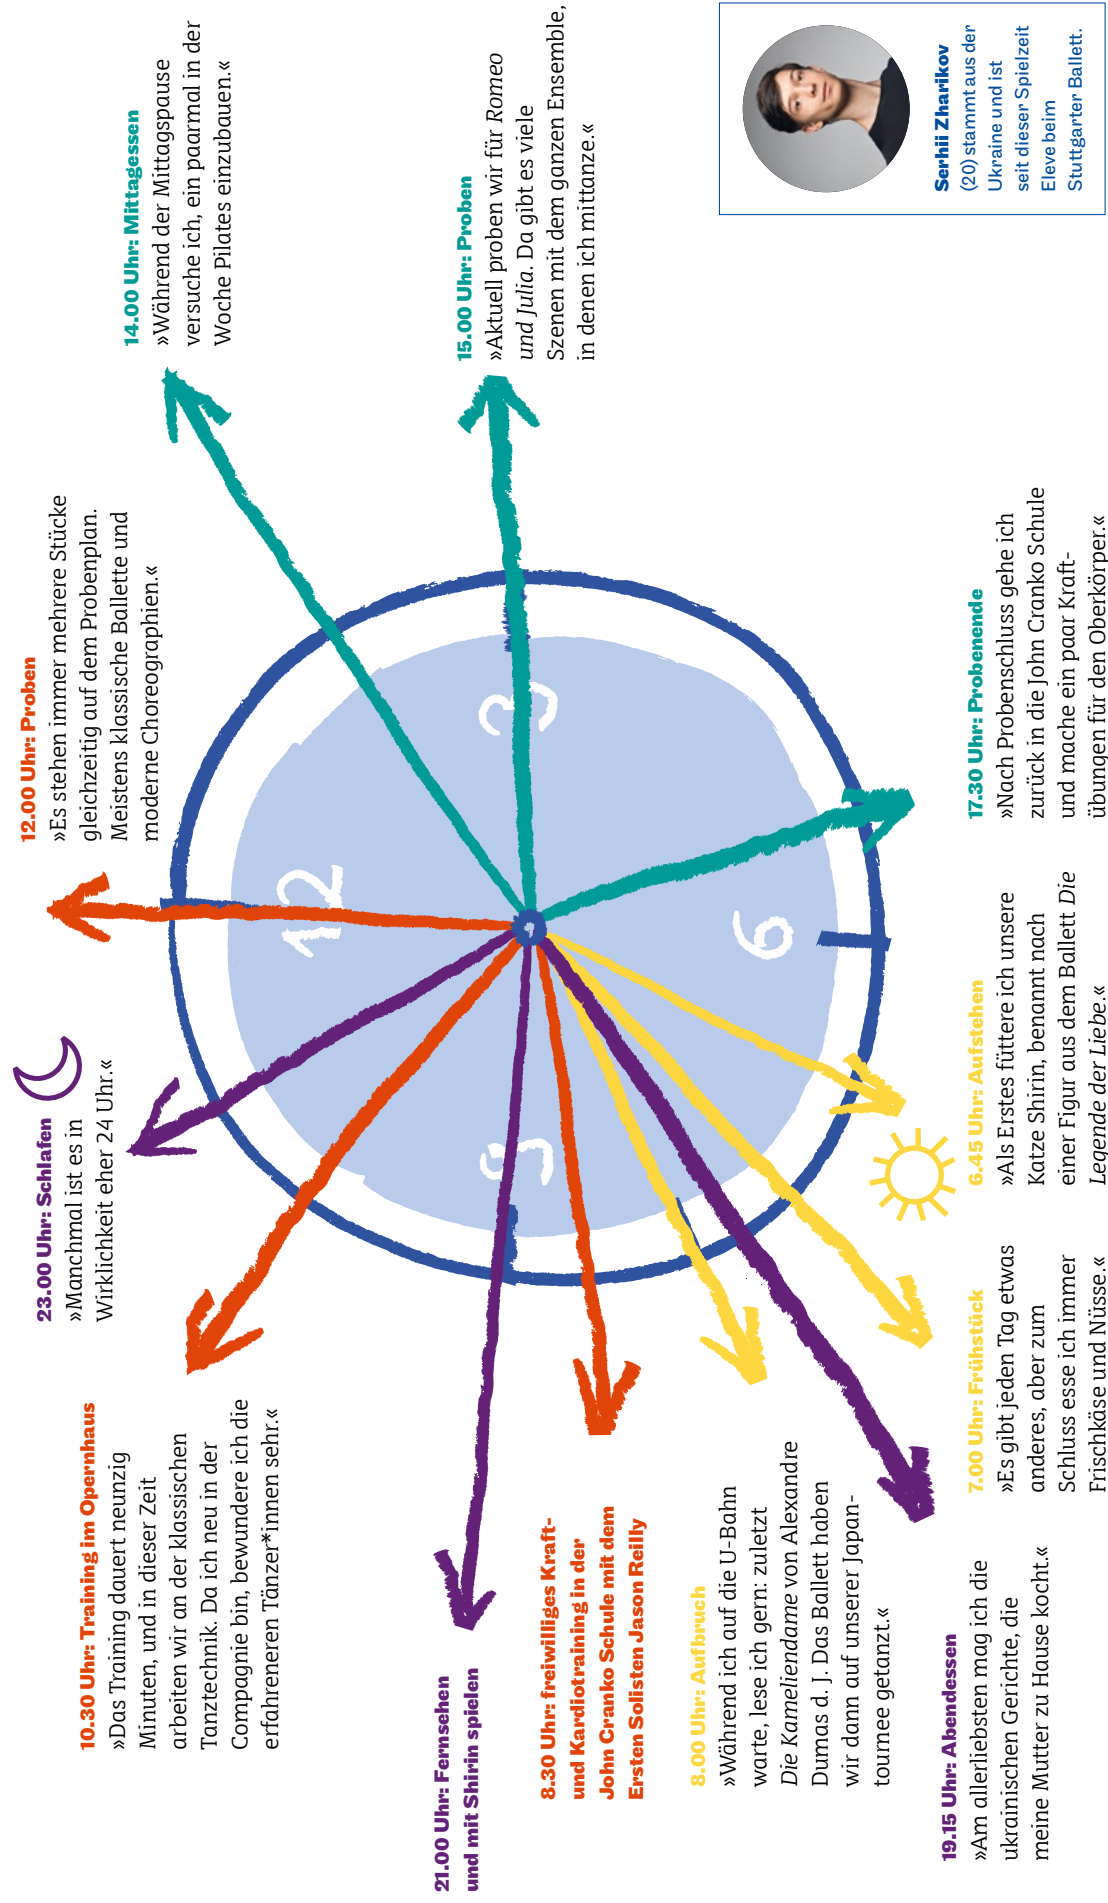 6.45 Uhr: Aufstehen
»Als Erstes füttere ich unsere
Katze Shirin, benannt nach
einer Figur aus dem Ballett Die
Legende der Liebe.«
7.00 Uhr: Frühstück
»Es gibt jeden Tag etwas
anderes, aber zum
Schluss esse ich immer
Frischkäse und Nüsse.«
8.00 Uhr: Aufbruch
»Während ich auf die U-Bahn
warte, lese ich gern: zuletzt
Die Kameliendame von Alexandre
Dumas d. J. Das Ballett haben
wir dann auf unserer Japan-
tournee getanzt.«
8.30 Uhr: freiwilliges Kraft-
und Kardiotraining in der
John Cranko Schule mit dem
Ersten Solisten Jason Reilly
10.30 Uhr: Training im Opernhaus
»Das Training dauert neunzig
Minuten, und in dieser Zeit
arbeiten wir an der klassischen
Tanztechnik. Da ich neu in der
Compagnie bin, bewundere ich die
erfahreneren Tänzer*innen sehr.«
12.00 Uhr: Proben
»Es stehen immer mehrere Stücke
gleichzeitig auf dem Probenplan.
Meistens klassische Ballette und
moderne Choreographien.«
14.00 Uhr: Mittagessen
»Während der Mittagspause
versuche ich, ein paarmal in der
Woche Pilates einzubauen.«
15.00 Uhr: Proben
»Aktuell proben wir für Romeo
und Julia. Da gibt es viele
Szenen mit dem ganzen Ensemble,
in denen ich mittanze.«
17.30 Uhr: Probenende
»Nach Probenschluss gehe ich
zurück in die John Cranko Schule
und mache ein paar Kraft-
übungen für den Oberkörper.«
19.15 Uhr: Abendessen
»Am allerliebsten mag ich die
ukrainischen Gerichte, die
meine Mutter zu Hause kocht.«
21.00 Uhr: Fernsehen
und mit Shirin spielen
23.00 Uhr: Schlafen
»Manchmal ist es in
Wirklichkeit eher 24 Uhr.«
12
3
6
9
Serhii Zharikov
(20) stammt aus der
Ukraine und ist
seit dieser Spielzeit
Eleve beim
Stuttgarter Ballett.